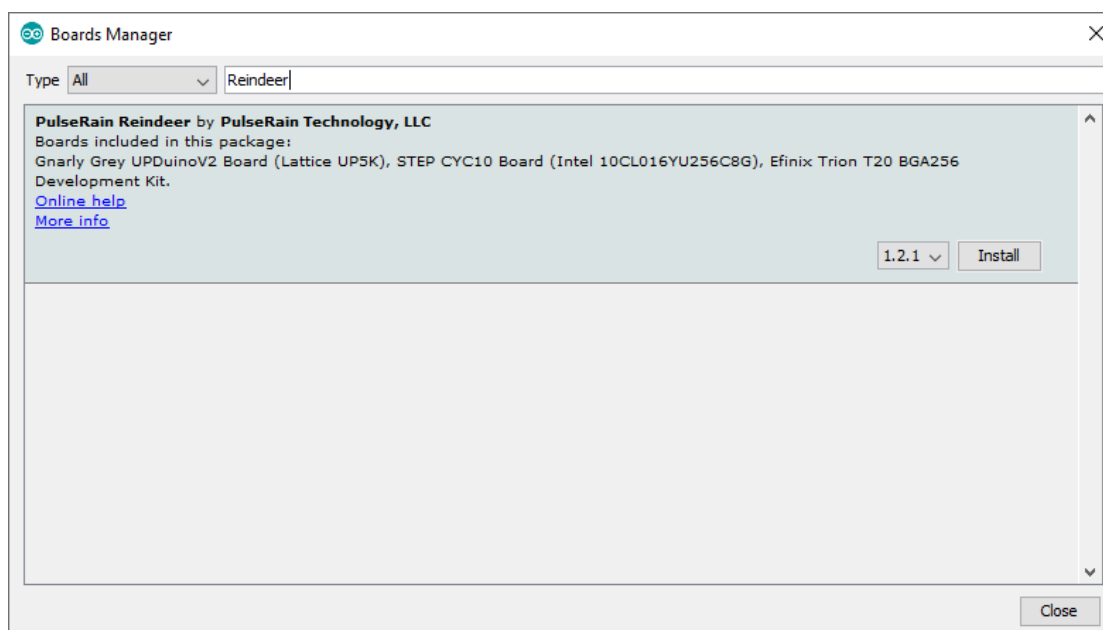 Boards Manager
Type All Reindeer
PulseRain Reindeer by PulseRain Technology, LLC
Boards included in this package:
Gnarly Grey UPDuinoV2 Board (Lattice UP5K), STEP CYC10 Board (Intel 10CL016YU256C8G), Efinix Trion T20 BGA256
Development Kit.
Online help
More info
1.2.1 Install
Close